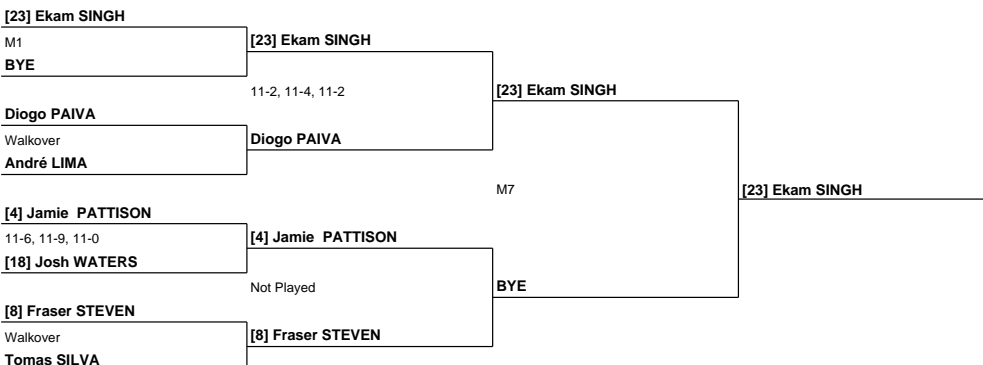 [23] Ekam SINGH
M1
BYE
[23] Ekam SINGH
11-2, 11-4, 11-2
[23] Ekam SINGH
Diogo PAIVA
Walkover
André LIMA
Diogo PAIVA
M7
[23] Ekam SINGH
[4] Jamie  PATTISON
11-6, 11-9, 11-0
[18] Josh WATERS
[4] Jamie  PATTISON
Not Played
BYE
[8] Fraser STEVEN
Walkover
Tomas SILVA
[8] Fraser STEVEN